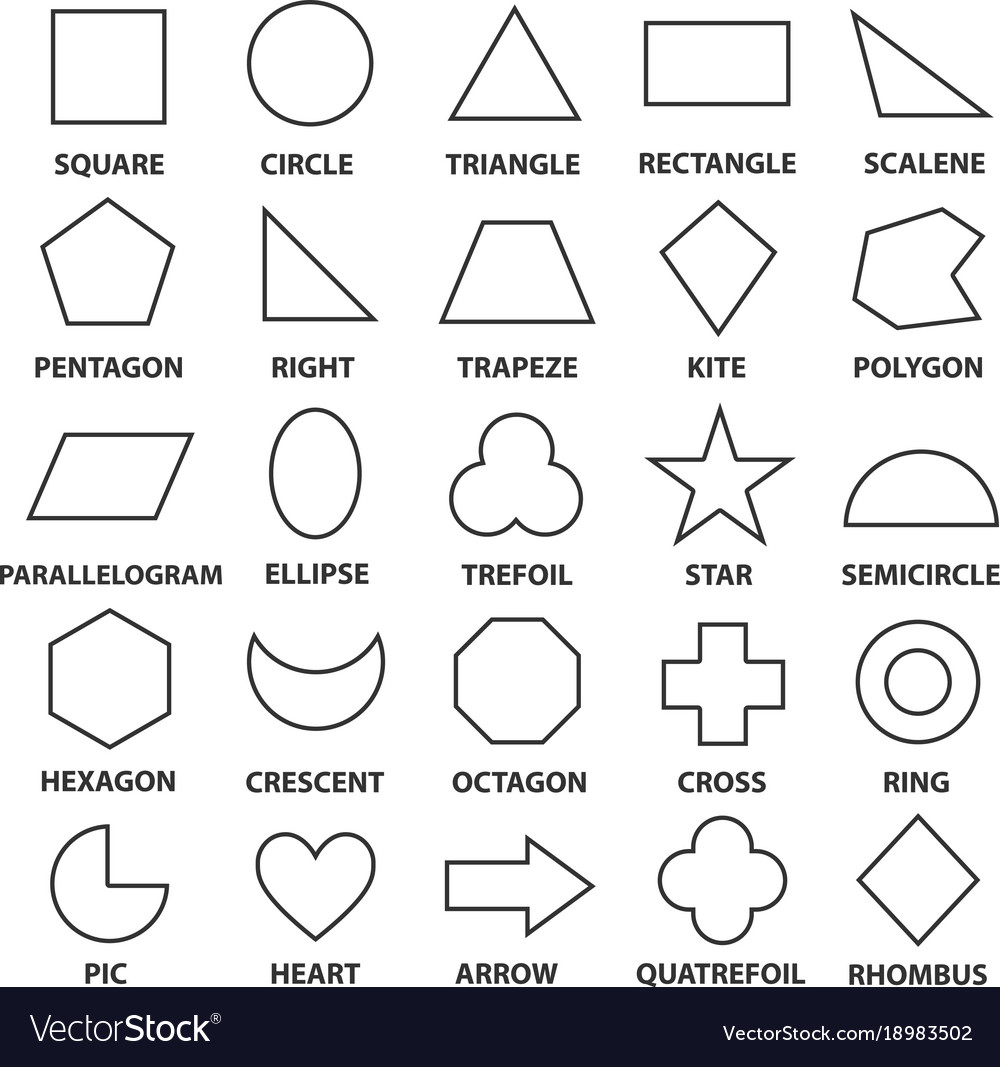 SQUARE CIRCLE TRIANGLE RECTANGLE SCALENE
PENTAGON RIGHT TRAPEZE KITE POLYGON
PARALLELOGRAM ELLIPSE TREFOIL STAR SEMICIRCLE
HEXAGON CRESCENT OCTAGON CROSS RING
PIC HEART ARROW QUATREFOIL RHOMBUS
VectorStock® VectorStock.com/18983502